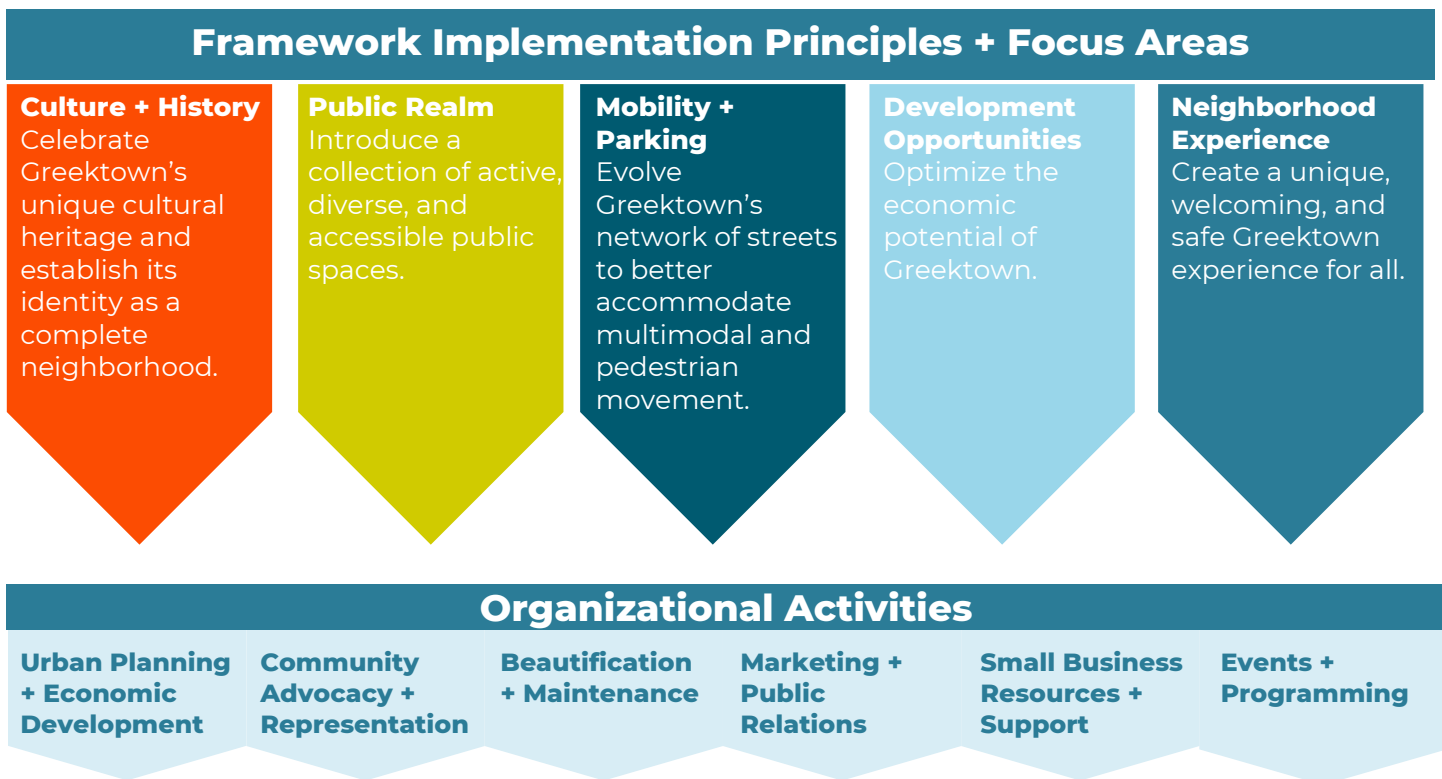 Framework Implementation Principles + Focus Areas
Culture + History
Celebrate
Greektown’s
unique cultural
heritage and
establish its
identity as a
complete
neighborhood.
Public Realm
Introduce a
collection of active,
diverse, and
accessible public
spaces.
Mobility +
Parking
Evolve
Greektown’s
network of streets
to better
accommodate
multimodal and
pedestrian
movement.
Development
Opportunities
Optimize the
economic
potential of
Greektown.
Neighborhood
Experience
Create a unique,
welcoming, and
safe Greektown
experience for all.
Organizational Activities
Urban Planning
+ Economic
Development
Community
Advocacy +
Representation
Beautification
+ Maintenance
Marketing +
Public
Relations
Small Business
Resources +
Support
Events +
Programming